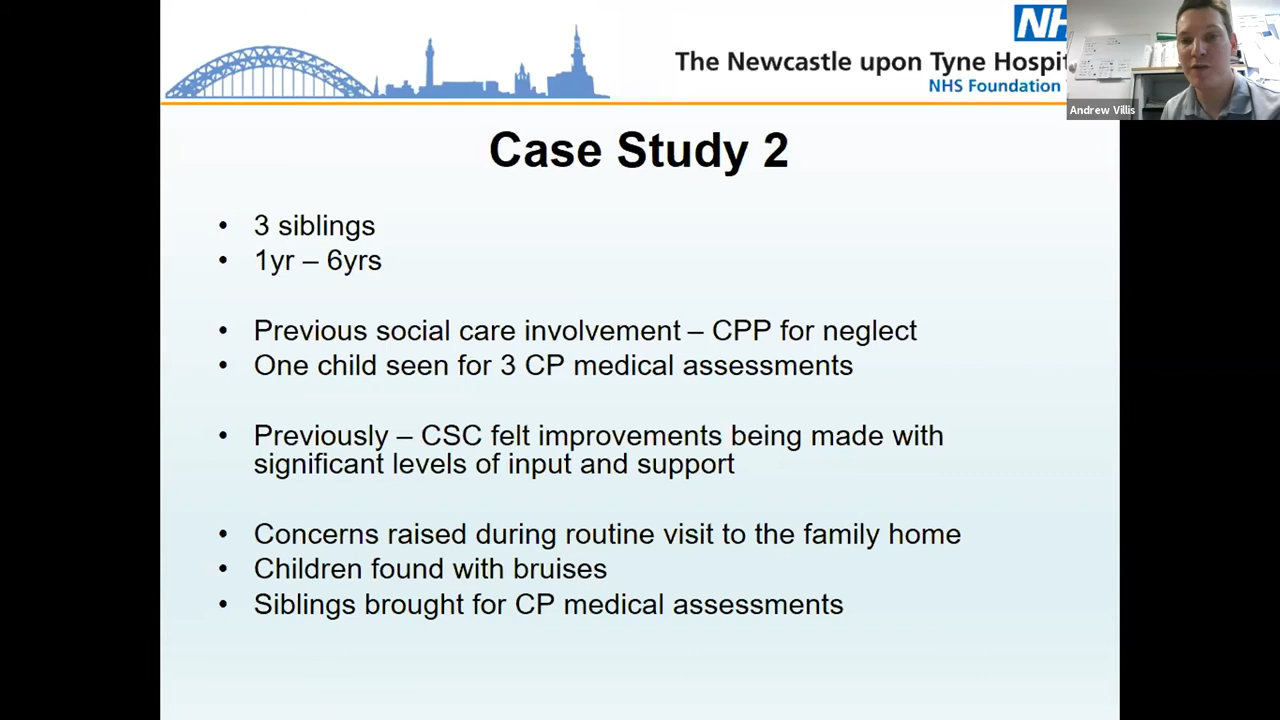 NH
The Newcastle upon Tyne Hospit
NHS Foundation
Andrew Villis
Case Study 2
• 3 siblings
• 1yr – 6yrs
• Previous social care involvement – CPP for neglect
• One child seen for 3 CP medical assessments
• Previously – CSC felt improvements being made with
significant levels of input and support
• Concerns raised during routine visit to the family home
• Children found with bruises
• Siblings brought for CP medical assessments